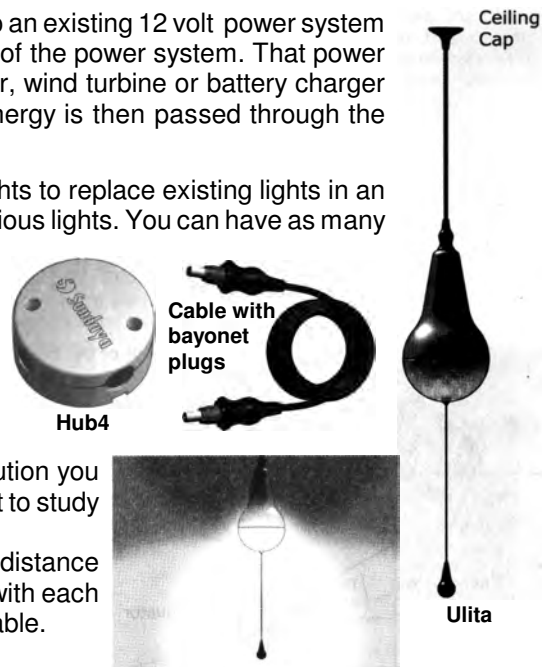 o an existing 12 volt power system
of the power system. That power
r, wind turbine or battery charger
nergy is then passed through the
Ceiling
Cap
hts to replace existing lights in an
ious lights. You can have as many
Sundaya
Cable with
bayonet
plugs
Hub4
ution you
t to study
distance
with each
able.
Ulita